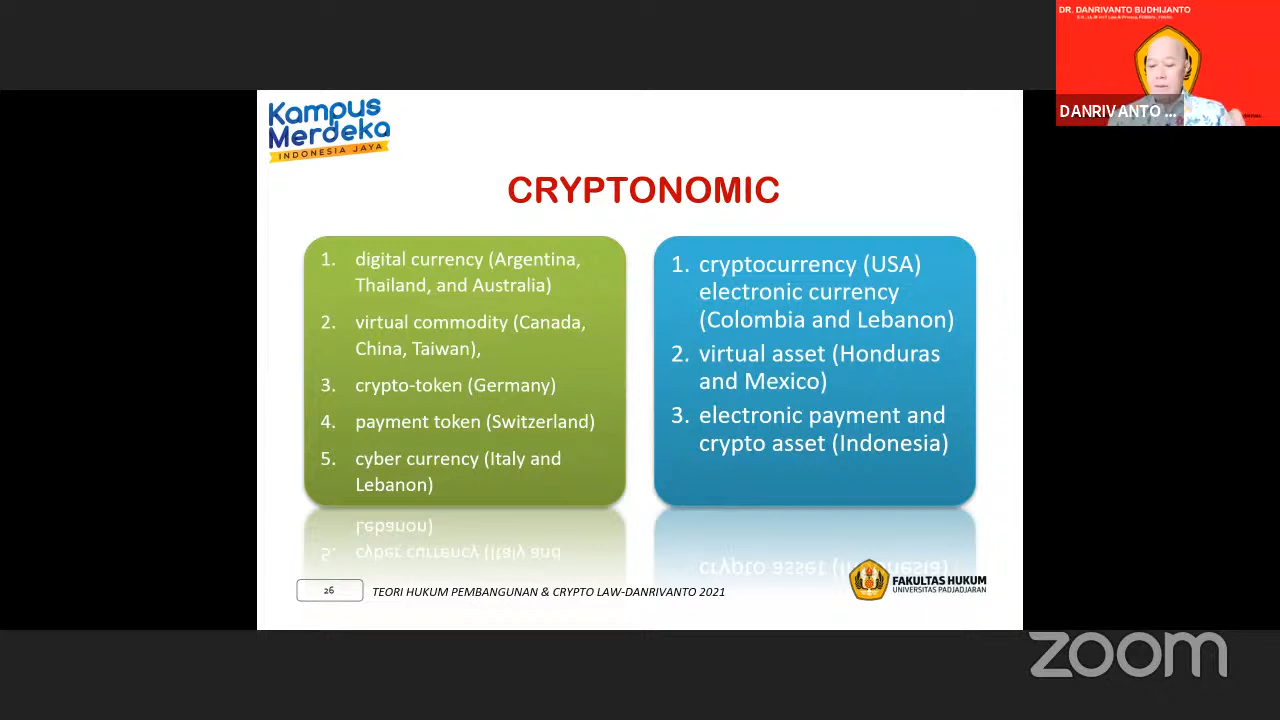 DR. DANRIVANTO BUDHIJANTO
DANRIVANTO ...
Kampus
Merdeka
INDONESIA JAYA
CRYPTONOMIC
1. digital currency (Argentina,
Thailand, and Australia)
2. virtual commodity (Canada,
China, Taiwan),
3. crypto-token (Germany)
4. payment token (Switzerland)
5. cyber currency (Italy and
Lebanon)
1. cryptocurrency (USA)
electronic currency
(Colombia and Lebanon)
2. virtual asset (Honduras
and Mexico)
3. electronic payment and
crypto asset (Indonesia)
26
TEORI HUKUM PEMBANGUNAN & CRYPTO LAW-DANRIVANTO 2021
FAKULTAS HUKUM
UNIVERSITAS PADJADJARAN
zoom